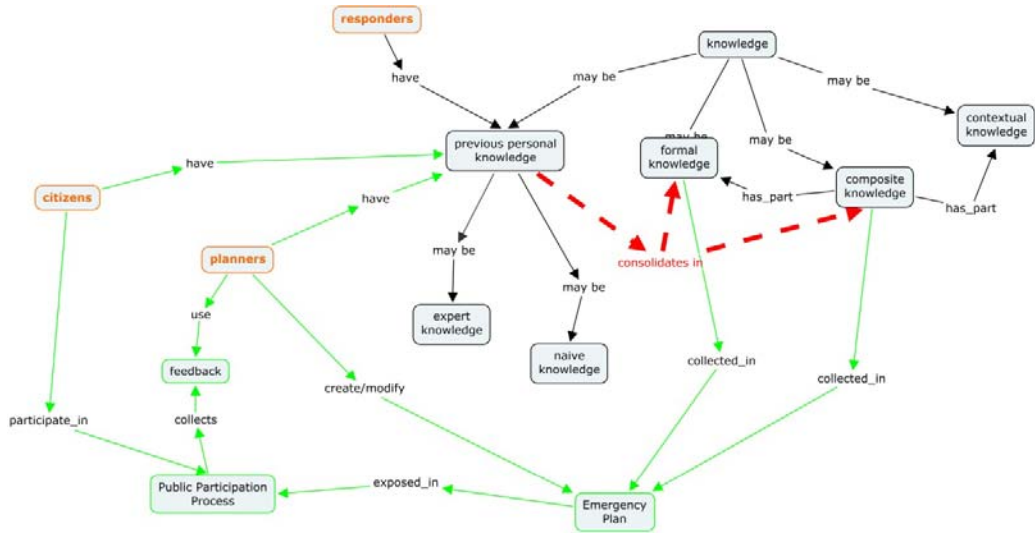 responders
knowledge
have
may be
may be
contextual
knowledge
may be
may be
previous personal
knowledge
formal
knowledge
have
composite
knowledge
citizens
have
has_part
has_part
planners
may be
consolidates in
may be
use
expert
knowledge
naive
knowledge
feedback
collected_in
create/modify
collected_in
participate_in
collects
Public Participation
Process
exposed_in
Emergency
Plan